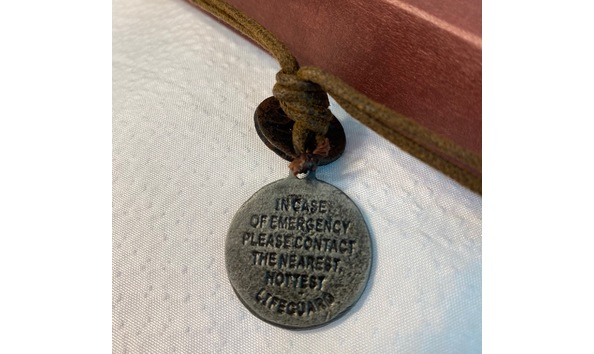 IN CASE
OF EMERGENCY
PLEASE CONTACT
THE NEAREST,
HOTTEST
LIFEGUARD